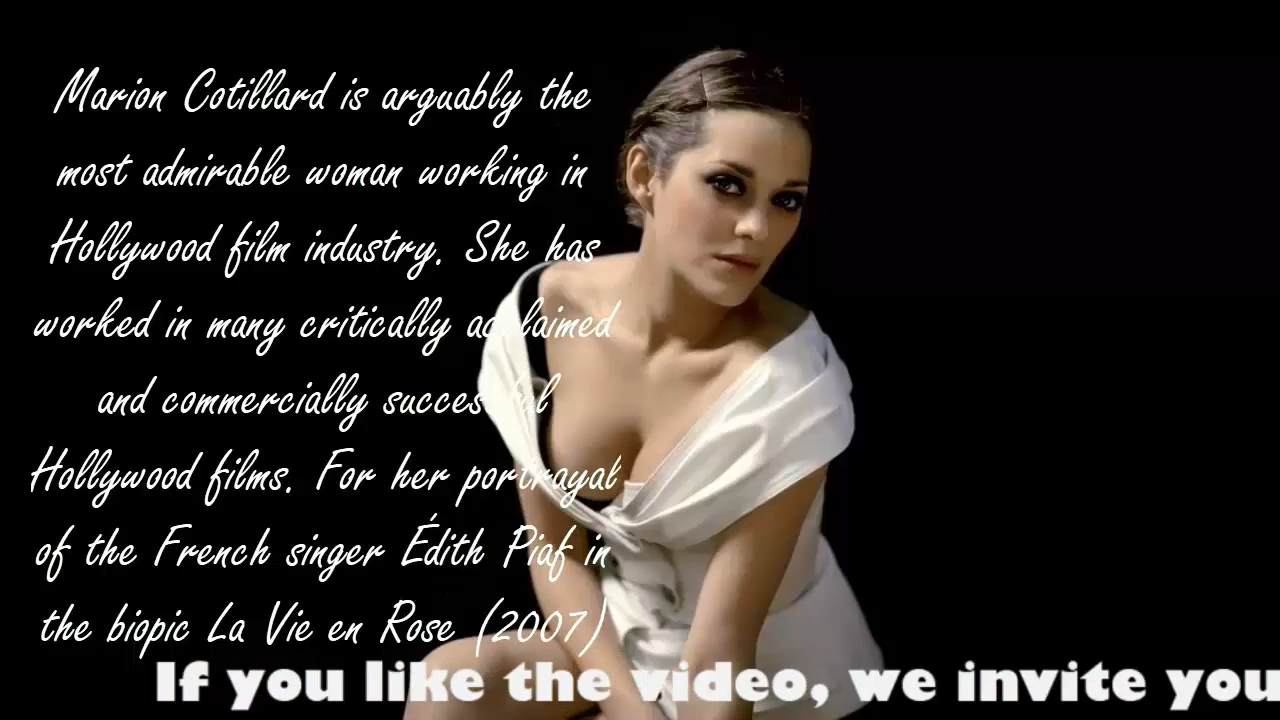 Marion Cotillard is arguably the
most admirable woman working in
Hollywood film industry. She has
worked in many critically acclaimed
and commercially successful
Hollywood films. For her portrayal
of the French singer Édith Piaf in
the biopic La Vie en Rose (2007)
If you like the video, we invite you